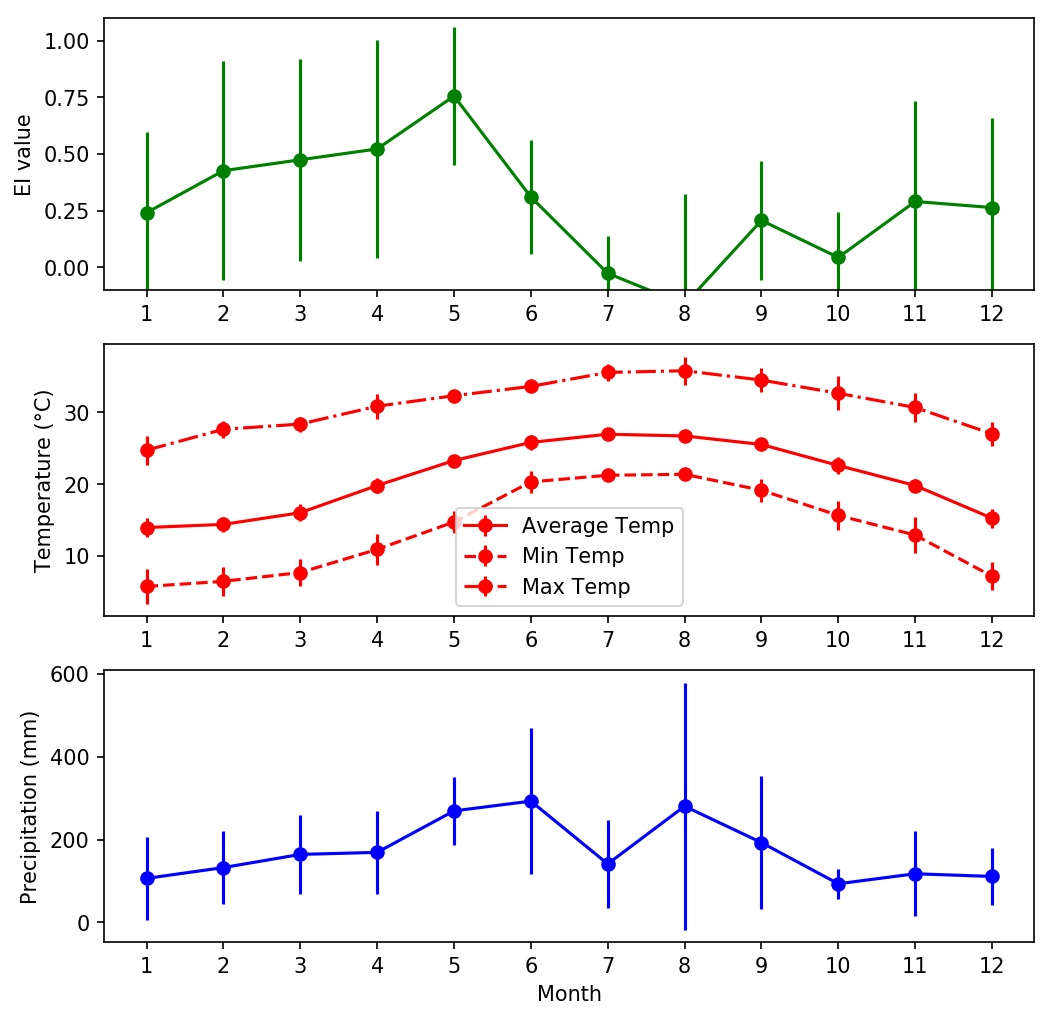 EI value
1.00
0.75
0.50
0.25
0.00
1 2 3 4 5 6 7 8 9 10 11 12
Temperature (°C)
30
20
10
Average Temp
Min Temp
Max Temp
1 2 3 4 5 6 7 8 9 10 11 12
Precipitation (mm)
600
400
200
0
1 2 3 4 5 6 7 8 9 10 11 12
Month